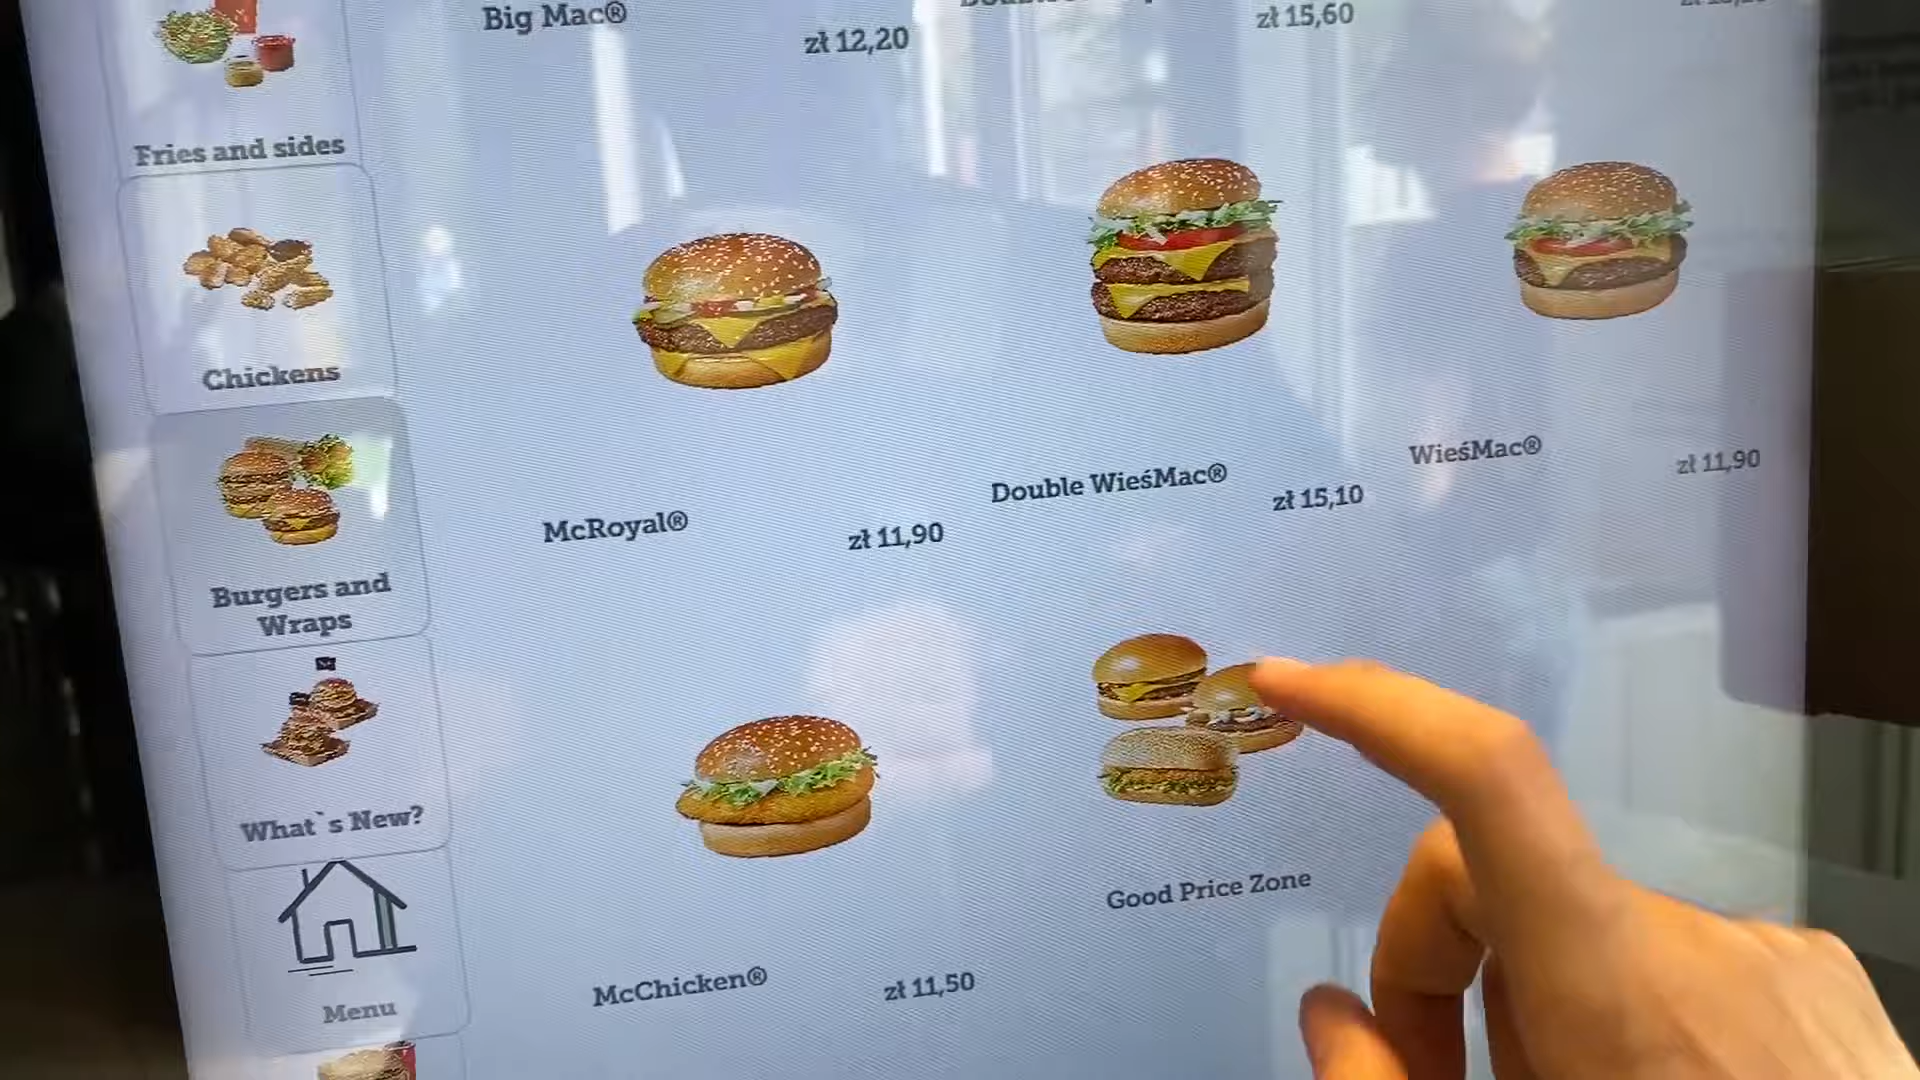 Big Mac®
zł 12,20
zł 15,60
Fries and sides
Chickens
Burgers and
Wraps
What`s New?
Menu
McRoyal®
zł 11,90
Double WieśMac®
zł 15,10
WieśMac®
zł 11,90
McChicken®
zł 11,50
Good Price Zone